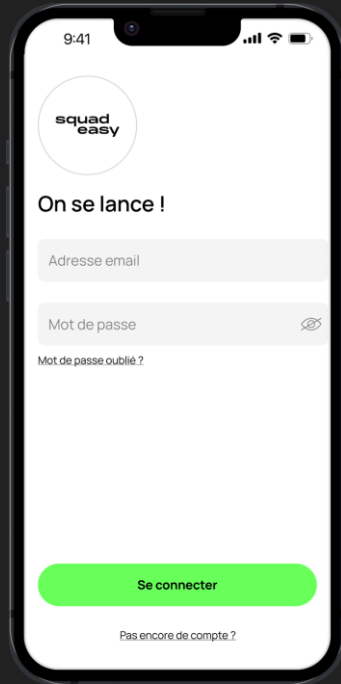 9:41
squad
easy
On se lance !
Adresse email
Mot de passe
Mot de passe oublié ?
Se connecter
Pas encore de compte ?